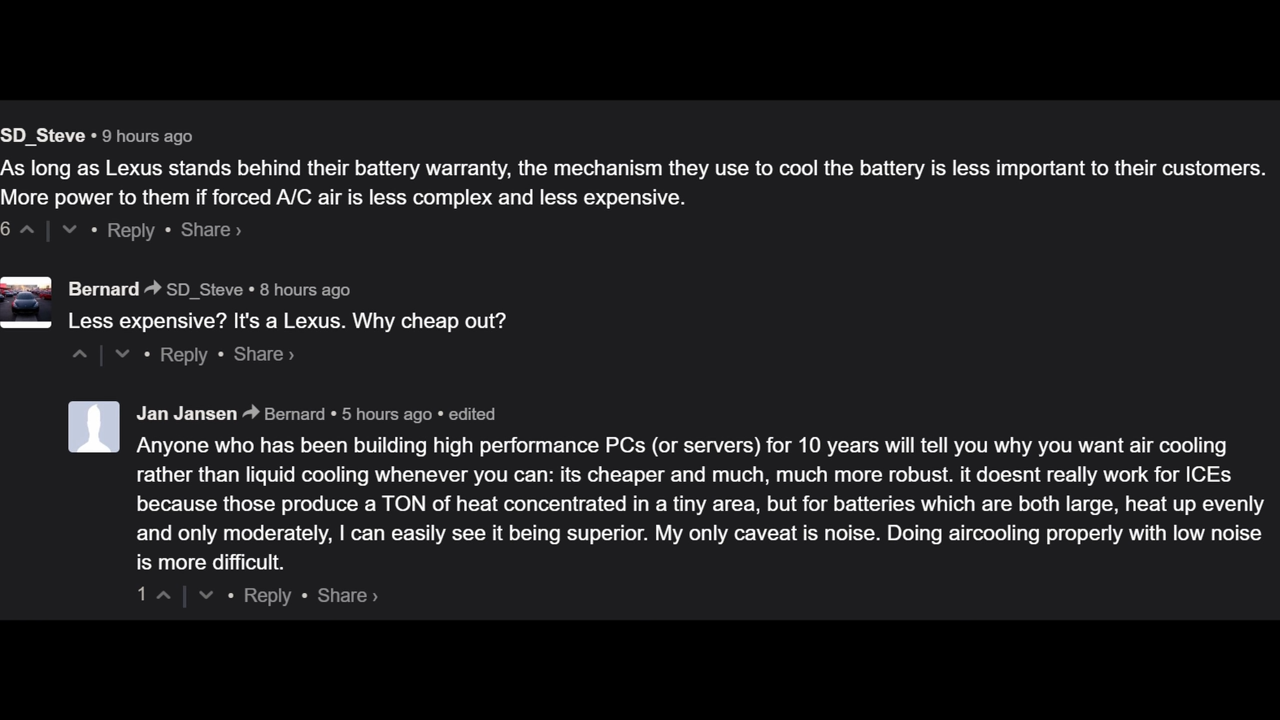 SD_Steve • 9 hours ago
As long as Lexus stands behind their battery warranty, the mechanism they use to cool the battery is less important to their customers.
More power to them if forced A/C air is less complex and less expensive.
6 | • Reply • Share ›
Bernard SD_Steve • 8 hours ago
Less expensive? It's a Lexus. Why cheap out?
| • Reply • Share ›
Jan Jansen Bernard • 5 hours ago • edited
Anyone who has been building high performance PCs (or servers) for 10 years will tell you why you want air cooling
rather than liquid cooling whenever you can: its cheaper and much, much more robust. it doesnt really work for ICEs
because those produce a TON of heat concentrated in a tiny area, but for batteries which are both large, heat up evenly
and only moderately, I can easily see it being superior. My only caveat is noise. Doing aircooling properly with low noise
is more difficult.
1 | • Reply • Share ›